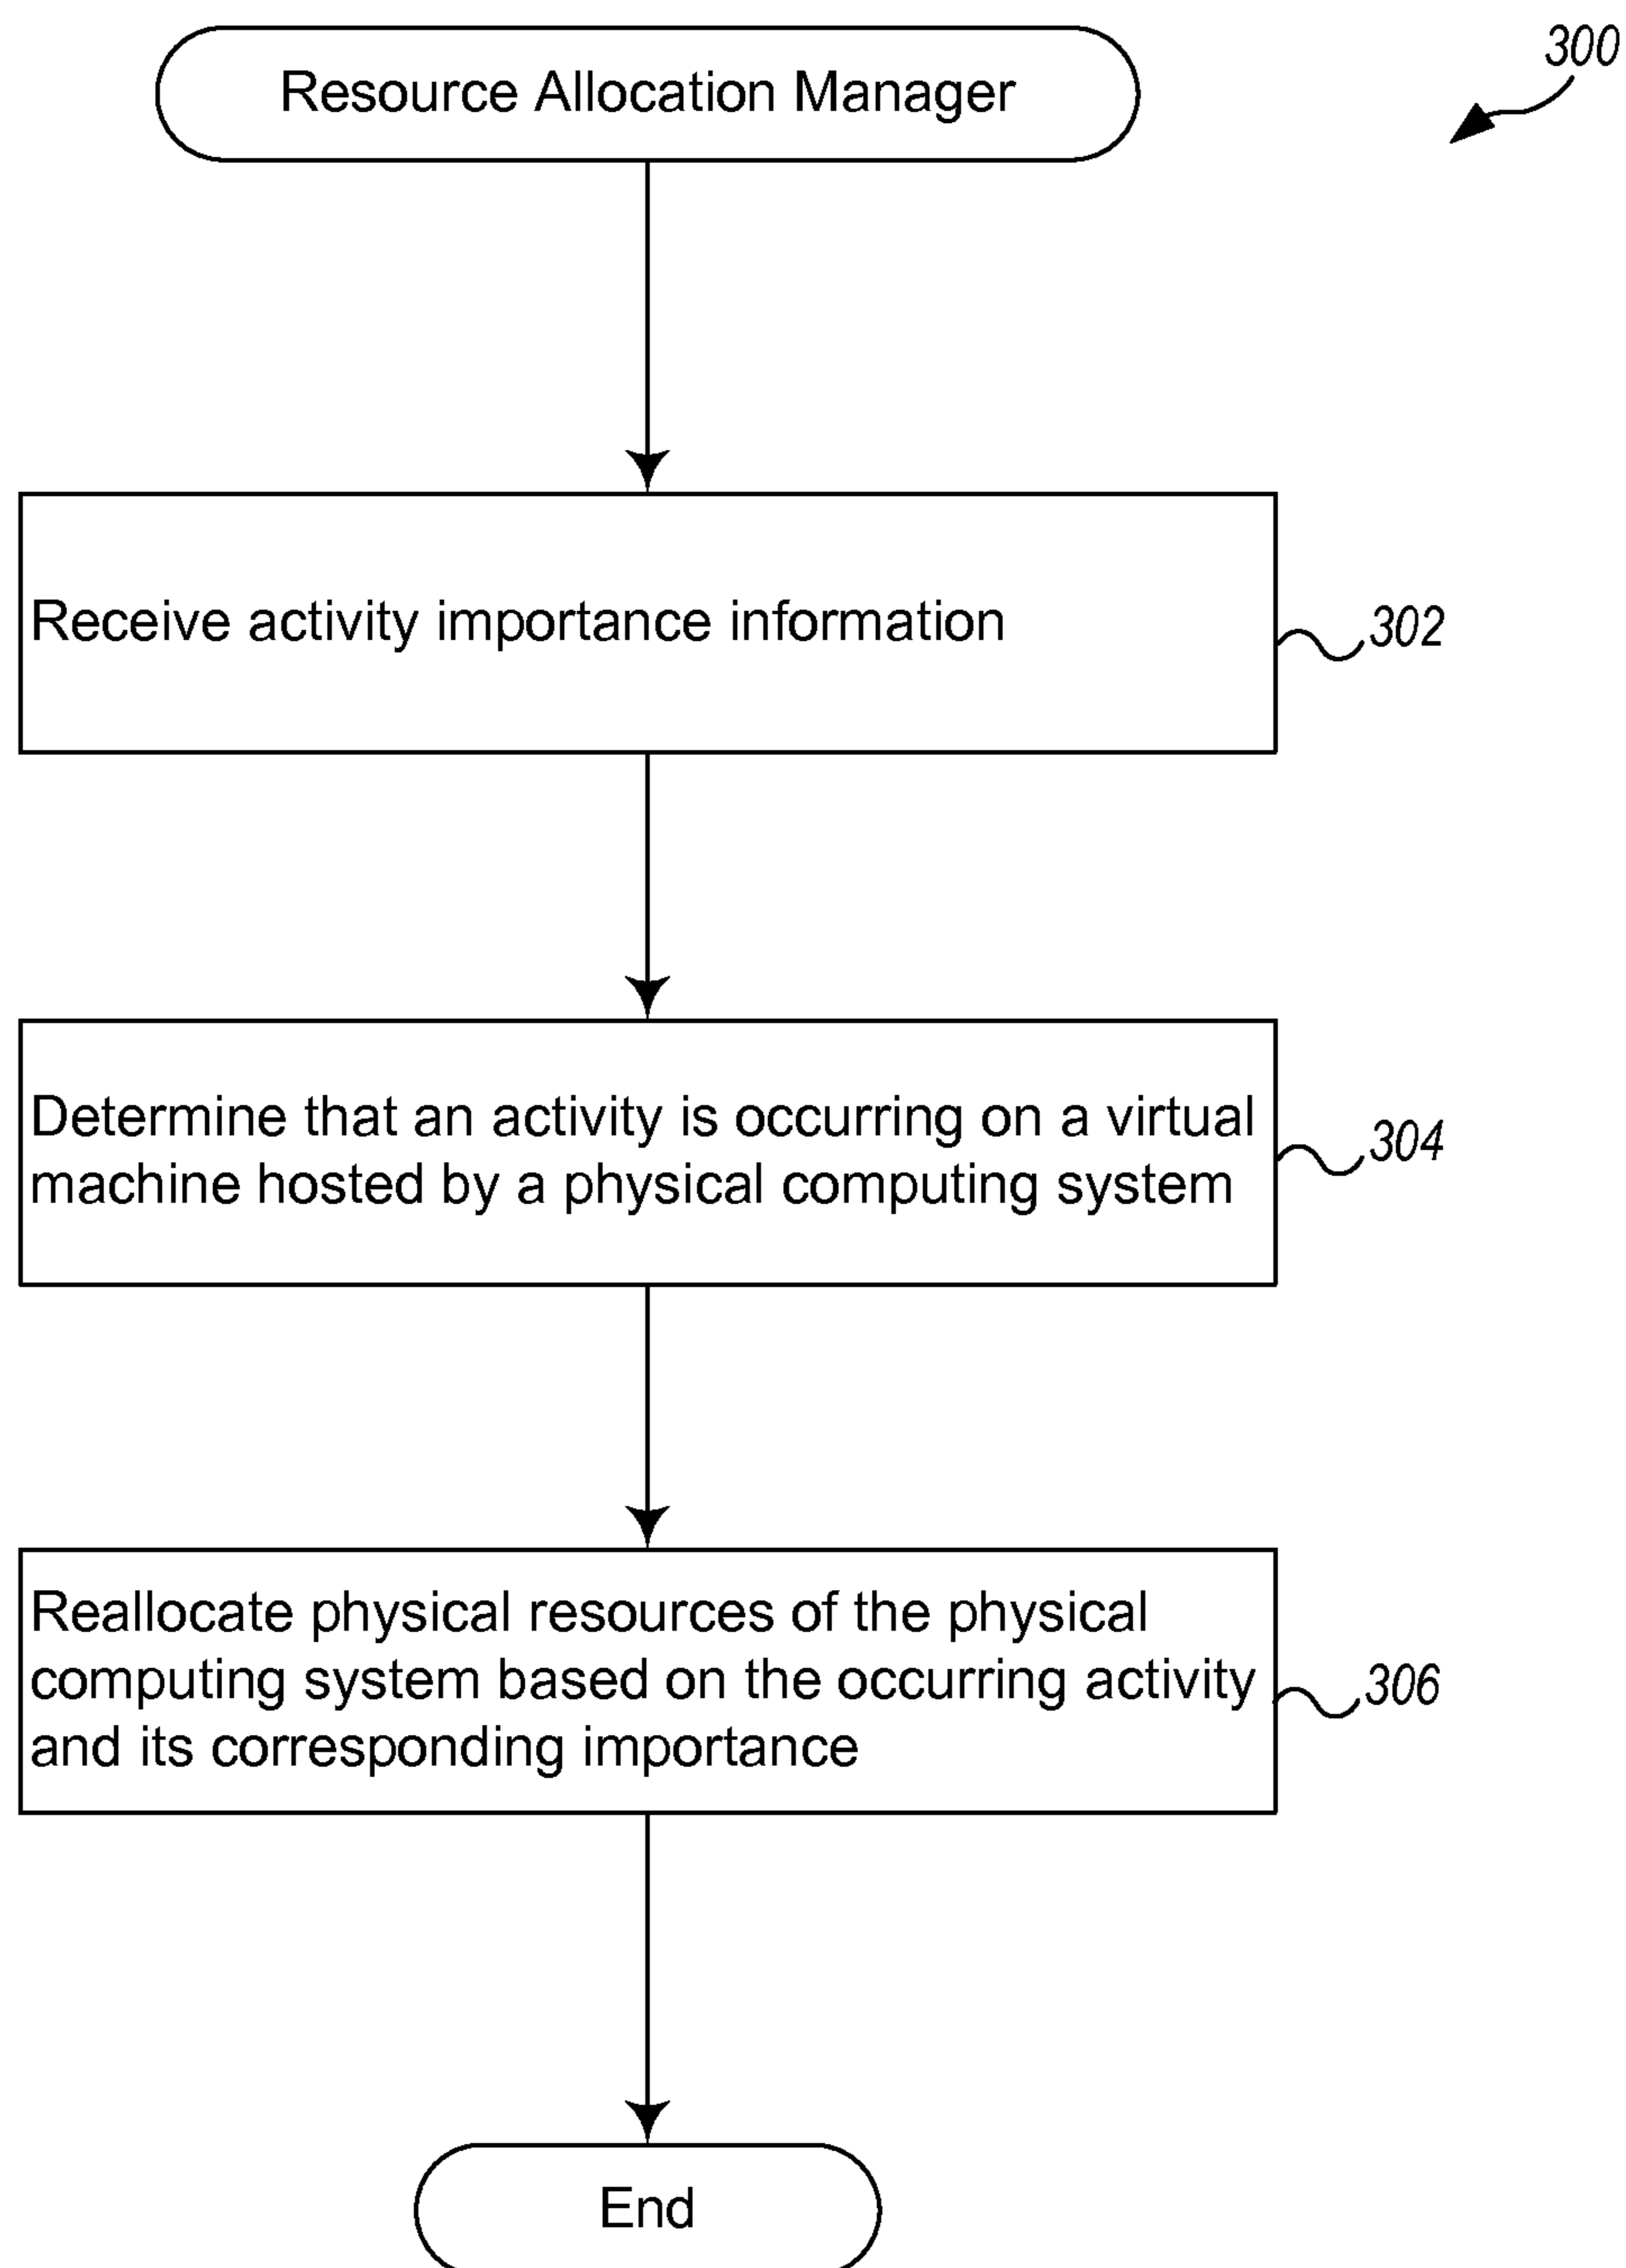 Resource Allocation Manager
300
Receive activity importance information
302
Determine that an activity is occurring on a virtual
machine hosted by a physical computing system
304
Reallocate physical resources of the physical
computing system based on the occurring activity
and its corresponding importance
306
End